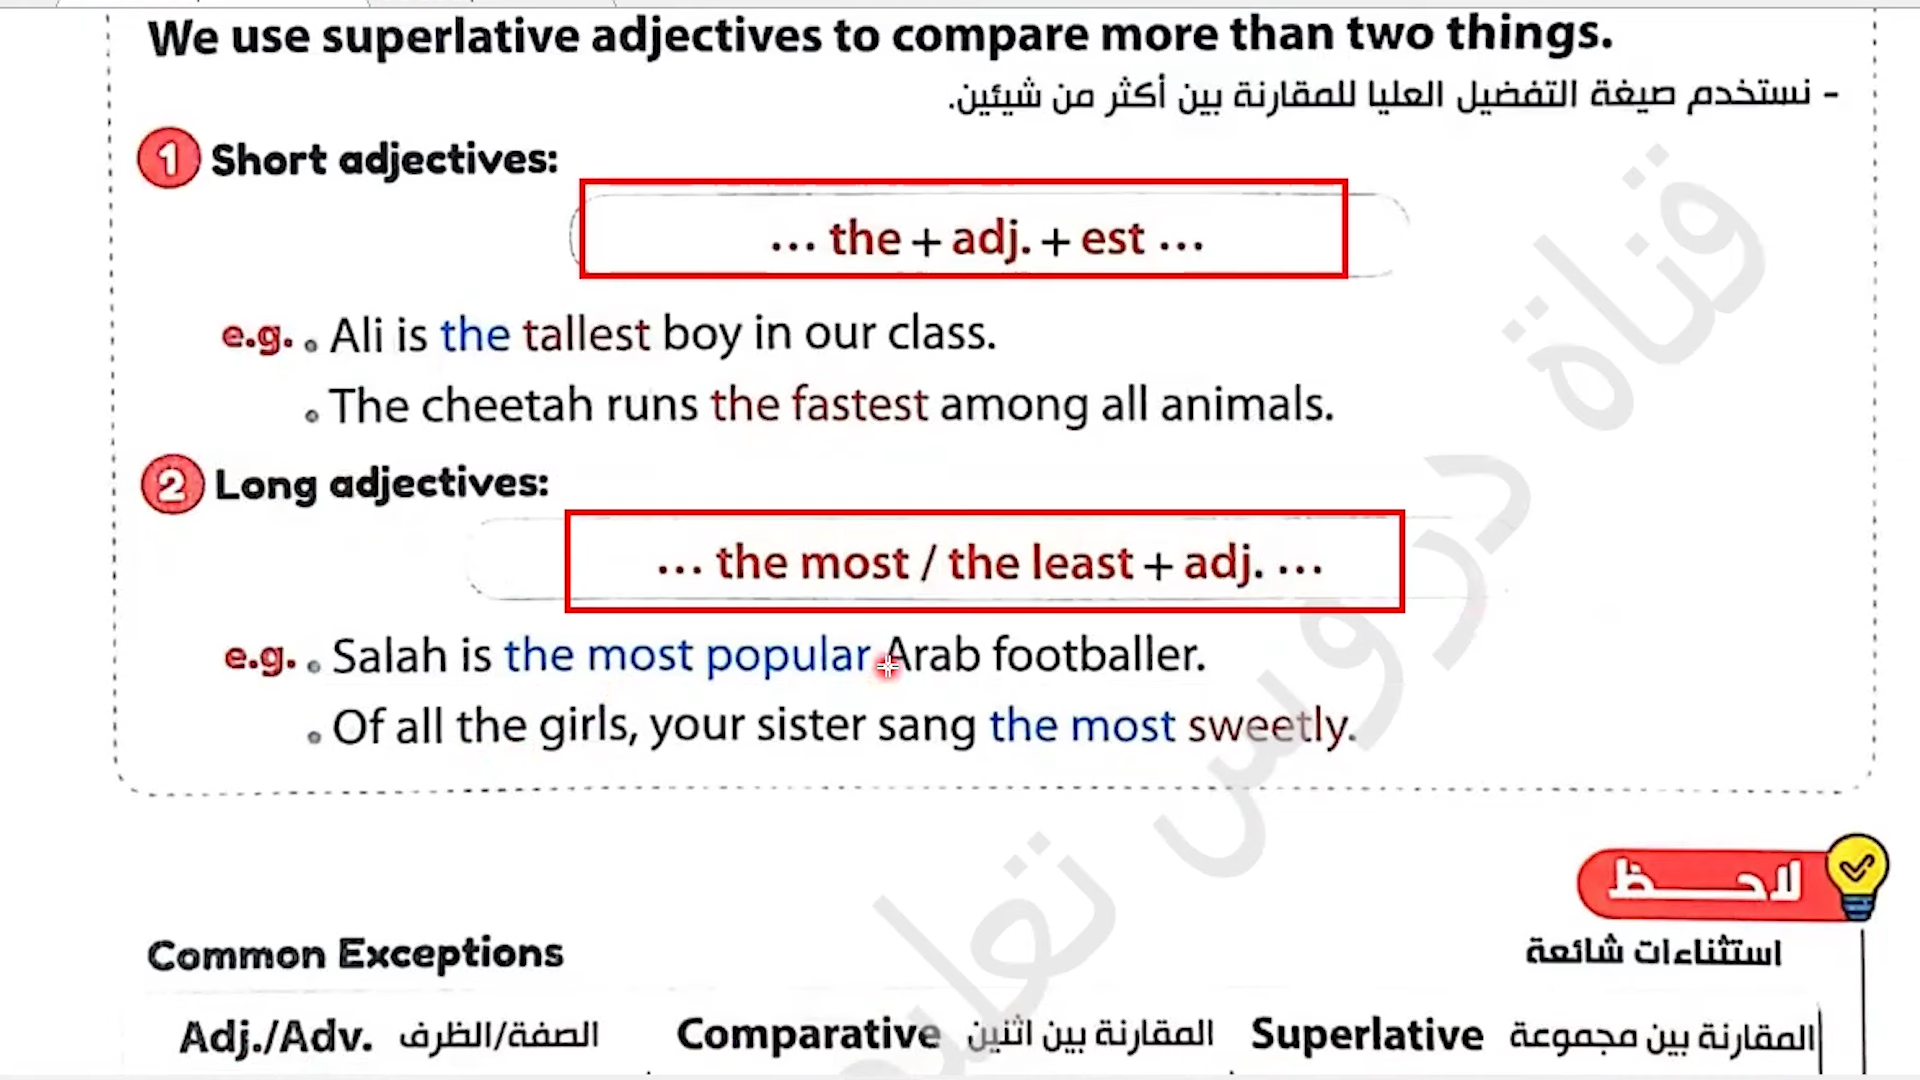 We use superlative adjectives to compare more than two things.
- نستخدم صيغة التفضيل العليا للمقارنة بين أكثر من شيئين.
1 Short adjectives:
... the + adj. + est ...
e.g. • Ali is the tallest boy in our class.
• The cheetah runs the fastest among all animals.
2 Long adjectives:
... the most / the least + adj. ...
e.g. • Salah is the most popular Arab footballer.
• Of all the girls, your sister sang the most sweetly.
لاحــــظ
Common Exceptions استثناءات شائعة
Adj./Adv. الصفة/الظرف Comparative المقارنة بين اثنين Superlative المقارنة بين مجموعة
قناة دروس